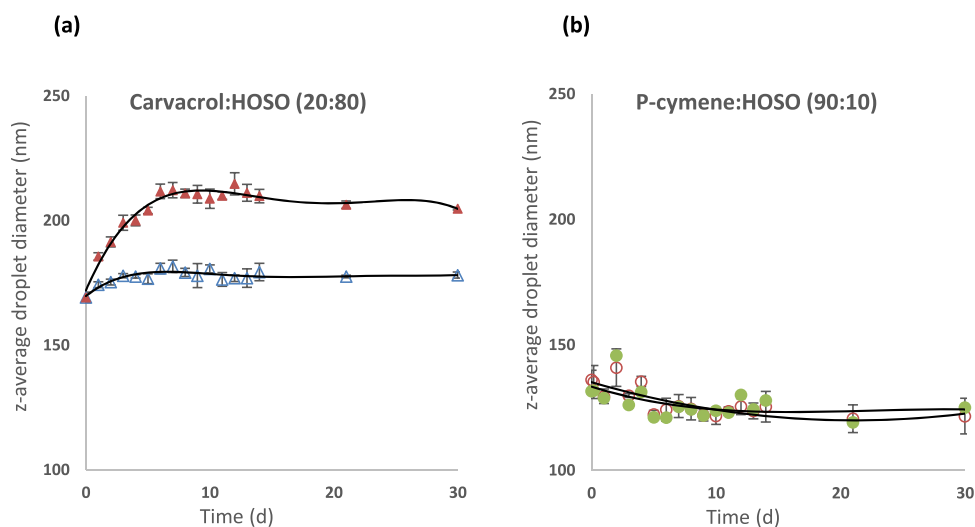 (a)
(b)
Carvacrol:HOSO (20:80)
P-cymene:HOSO (90:10)
z-average droplet diameter (nm)
250
200
150
100
0
10
20
30
Time (d)
z-average droplet diameter (nm)
250
200
150
100
0
10
20
30
Time (d)